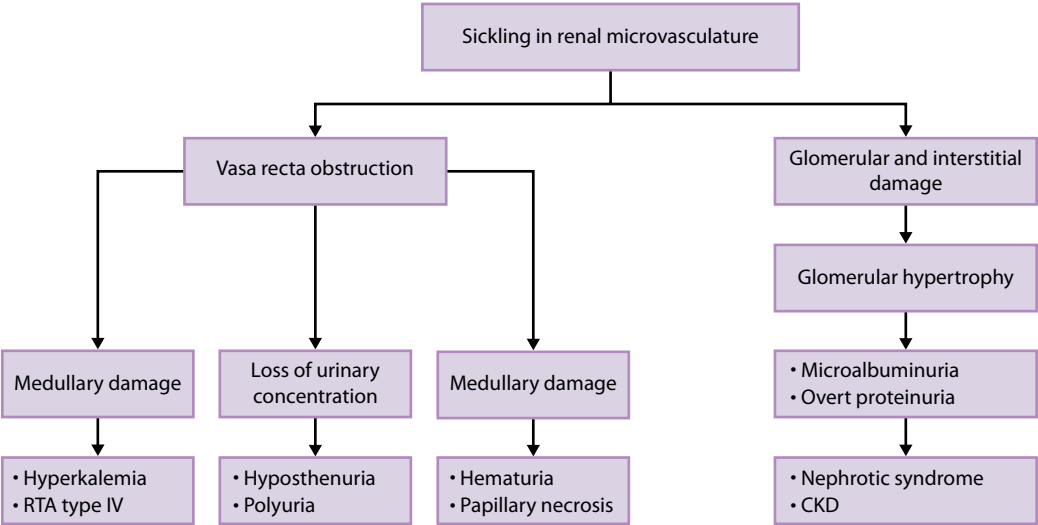 Sickling in renal microvasculature
Vasa recta obstruction
Glomerular and interstitial
damage
Glomerular hypertrophy
Medullary damage
Loss of urinary
concentration
Medullary damage
• Microalbuminuria
• Overt proteinuria
• Hyperkalemia
• RTA type IV
• Hyposthenuria
• Polyuria
• Hematuria
• Papillary necrosis
• Nephrotic syndrome
• CKD